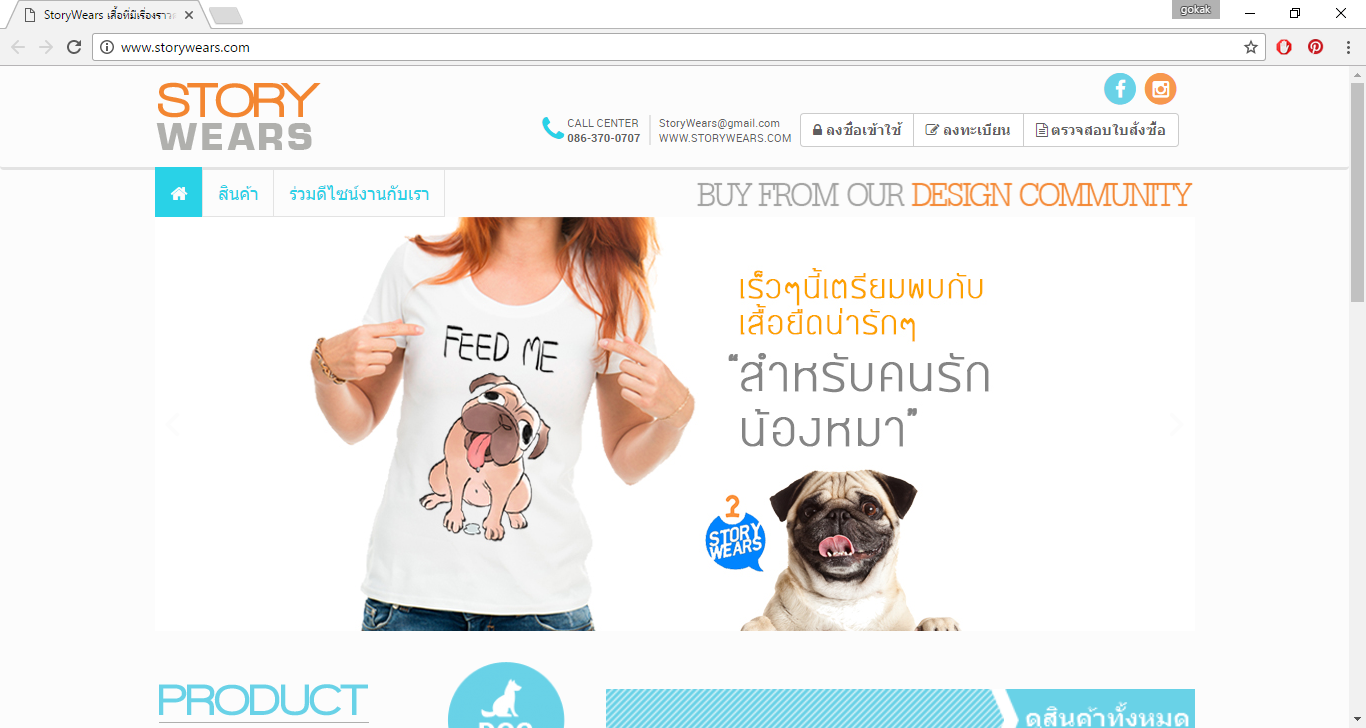 StoryWears เสื้อที่มีเรื่องราว
gokak
www.storywears.com
STORY
WEARS
CALL CENTER
086-370-0707
StoryWears@gmail.com
WWW.STORYWEARS.COM
ลงชื่อเข้าใช้
ลงทะเบียน
ตรวจสอบใบสั่งซื้อ
สินค้า
ร่วมดีไซน์งานกับเรา
BUY FROM OUR DESIGN COMMUNITY
FEED ME
เร็วๆนี้เตรียมพบกับ
เสื้อยืดน่ารักๆ
“สำหรับคนรัก
น้องหมา”
2
STORY
WEARS
PRODUCT
DOG
ดูสินค้าทั้งหมด